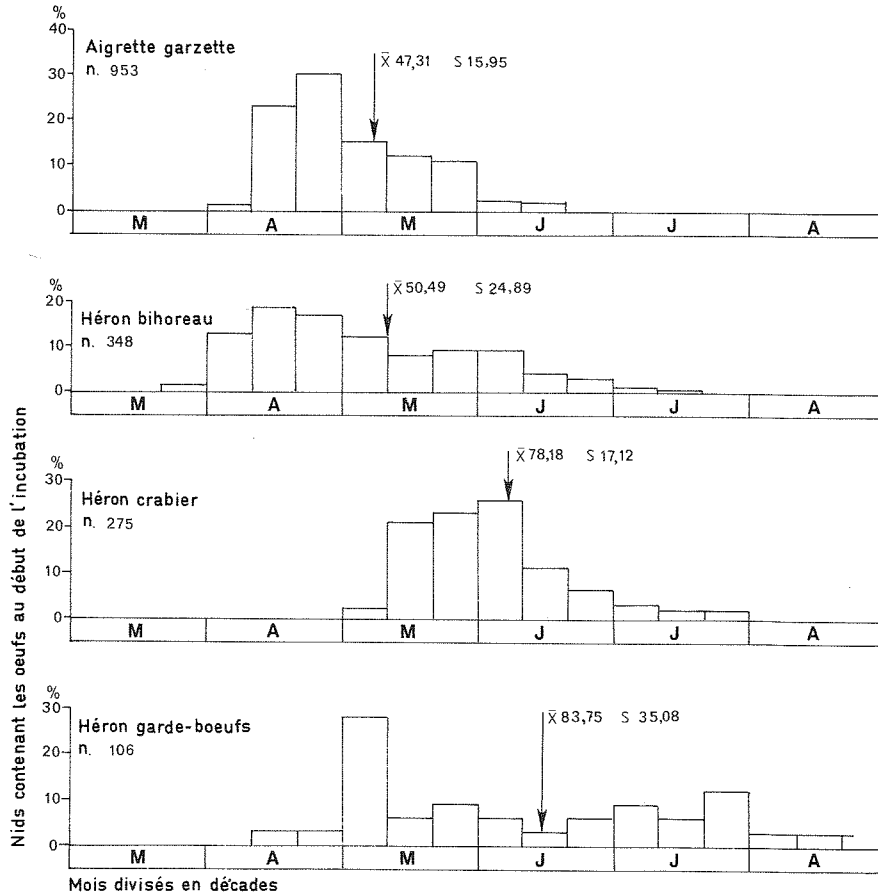 %
40
Aigrette garzette
n. 953
X̄ 47,31 S 15,95
30
20
10
0
M A M J J A
%
20
Héron bihoreau
n. 348
X̄ 50,49 S 24,89
10
0
M A M J J A
%
30
Héron crabier
n. 275
X̄ 78,18 S 17,12
20
10
0
M A M J J A
%
30
Héron garde-boeufs
n. 106
X̄ 83,75 S 35,08
20
10
0
M A M J J A
Nids contenant les œufs au début de l'incubation
Mois divisés en décades